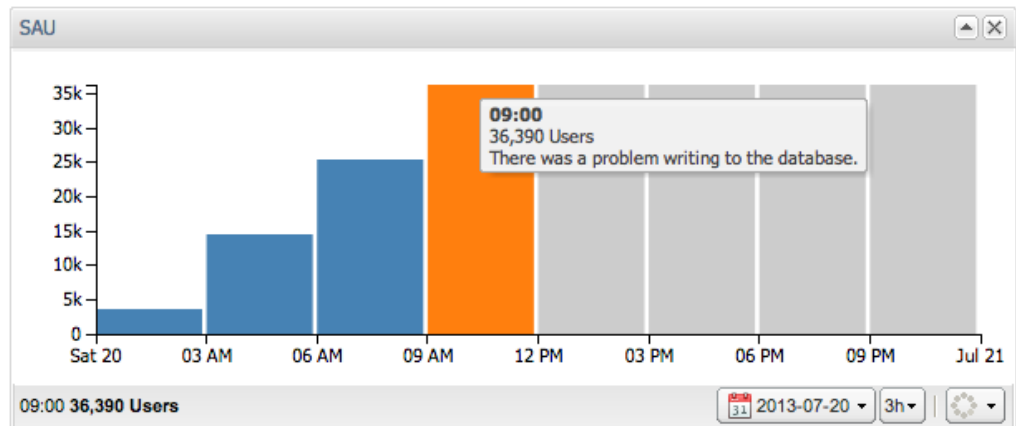 SAU
35k
30k
25k
20k
15k
10k
5k
0
09:00
36,390 Users
There was a problem writing to the database.
Sat 20 03 AM 06 AM 09 AM 12 PM 03 PM 06 PM 09 PM Jul 21
09:00 36,390 Users 31 2013-07-20 3h